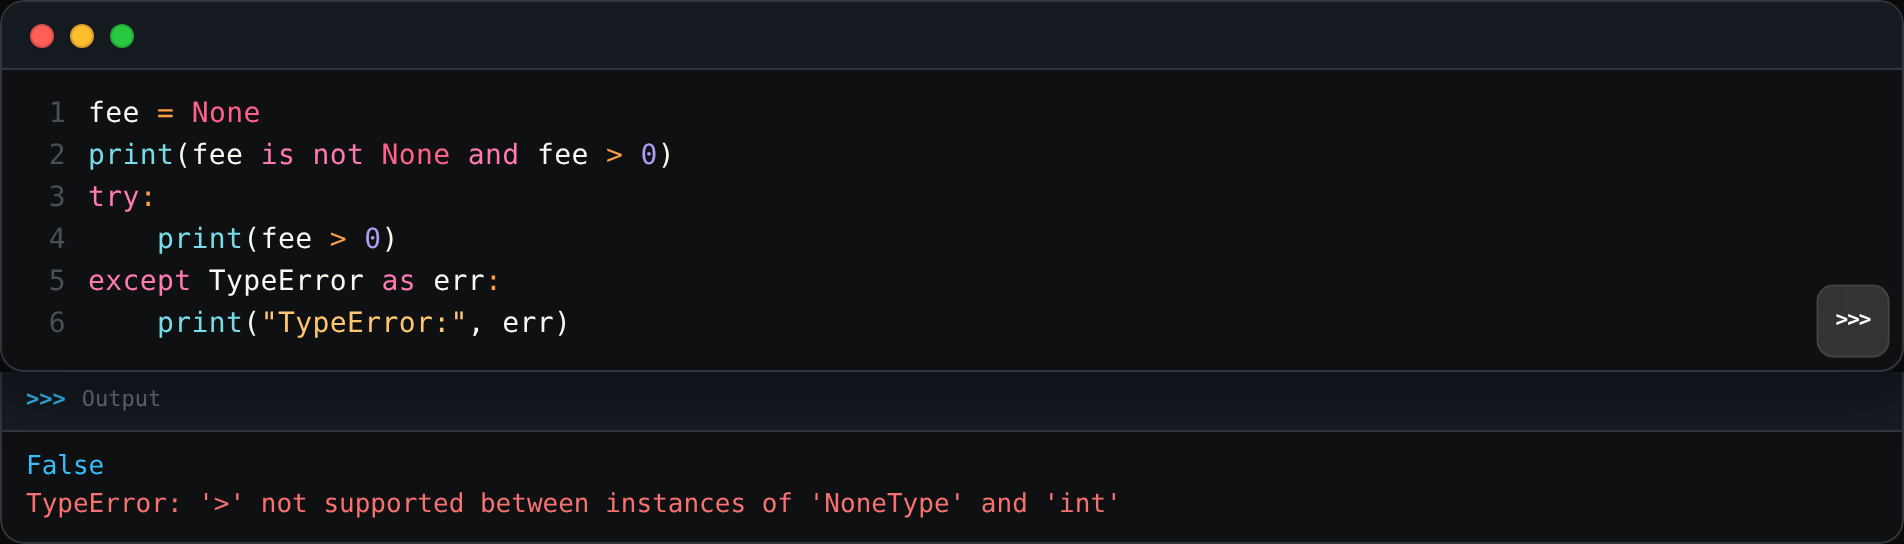 1 fee = None
2 print(fee is not None and fee > 0)
3 try:
4     print(fee > 0)
5 except TypeError as err:
6     print("TypeError:", err)
>>>
>>> Output
False
TypeError: '>' not supported between instances of 'NoneType' and 'int'